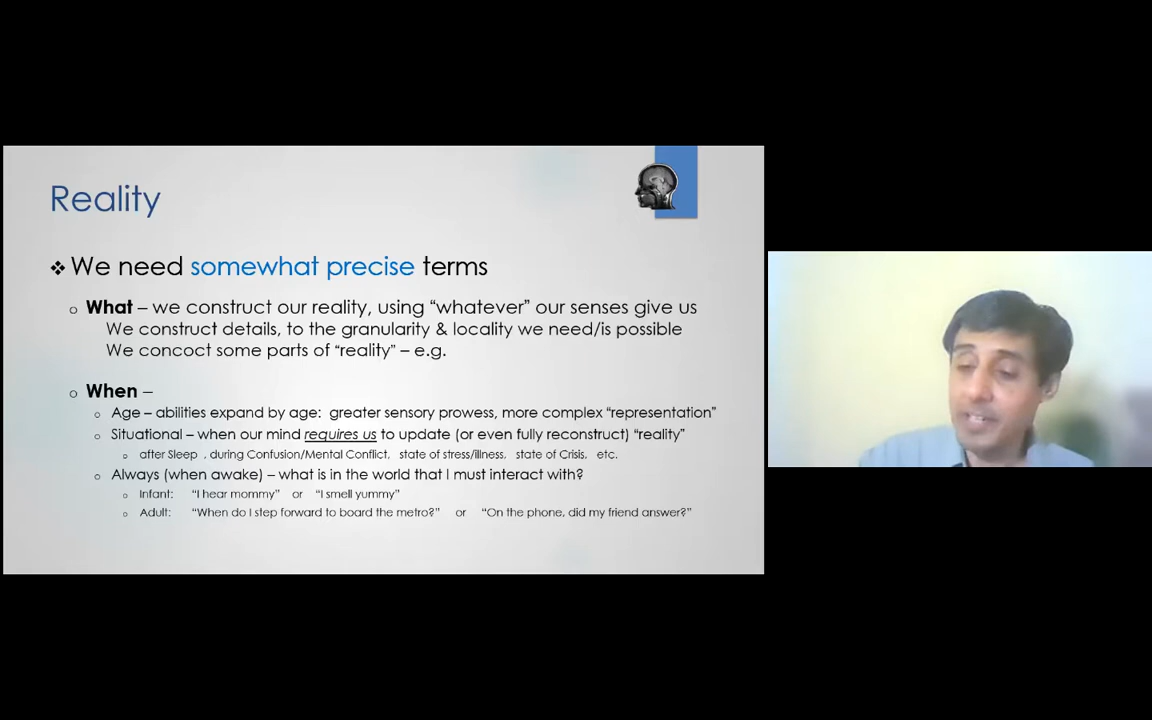 Reality
❖ We need somewhat precise terms
o What – we construct our reality, using “whatever” our senses give us
We construct details, to the granularity & locality we need/is possible
We concoct some parts of “reality” – e.g.
o When –
o Age – abilities expand by age: greater sensory prowess, more complex “representation”
o Situational – when our mind requires us to update (or even fully reconstruct) “reality”
o after Sleep , during Confusion/Mental Conflict, state of stress/illness, state of Crisis, etc.
o Always (when awake) – what is in the world that I must interact with?
o Infant: “I hear mommy” or “I smell yummy”
o Adult: “When do I step forward to board the metro?” or “On the phone, did my friend answer?”